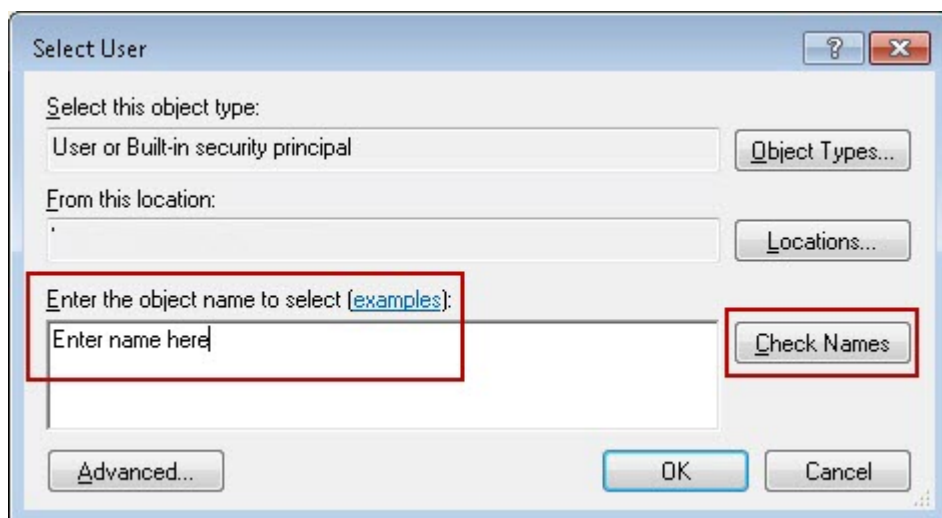 Select User
Select this object type:
User or Built-in security principal
Object Types...
From this location:
'
Locations...
Enter the object name to select (examples):
Enter name here
Check Names
Advanced...
OK
Cancel